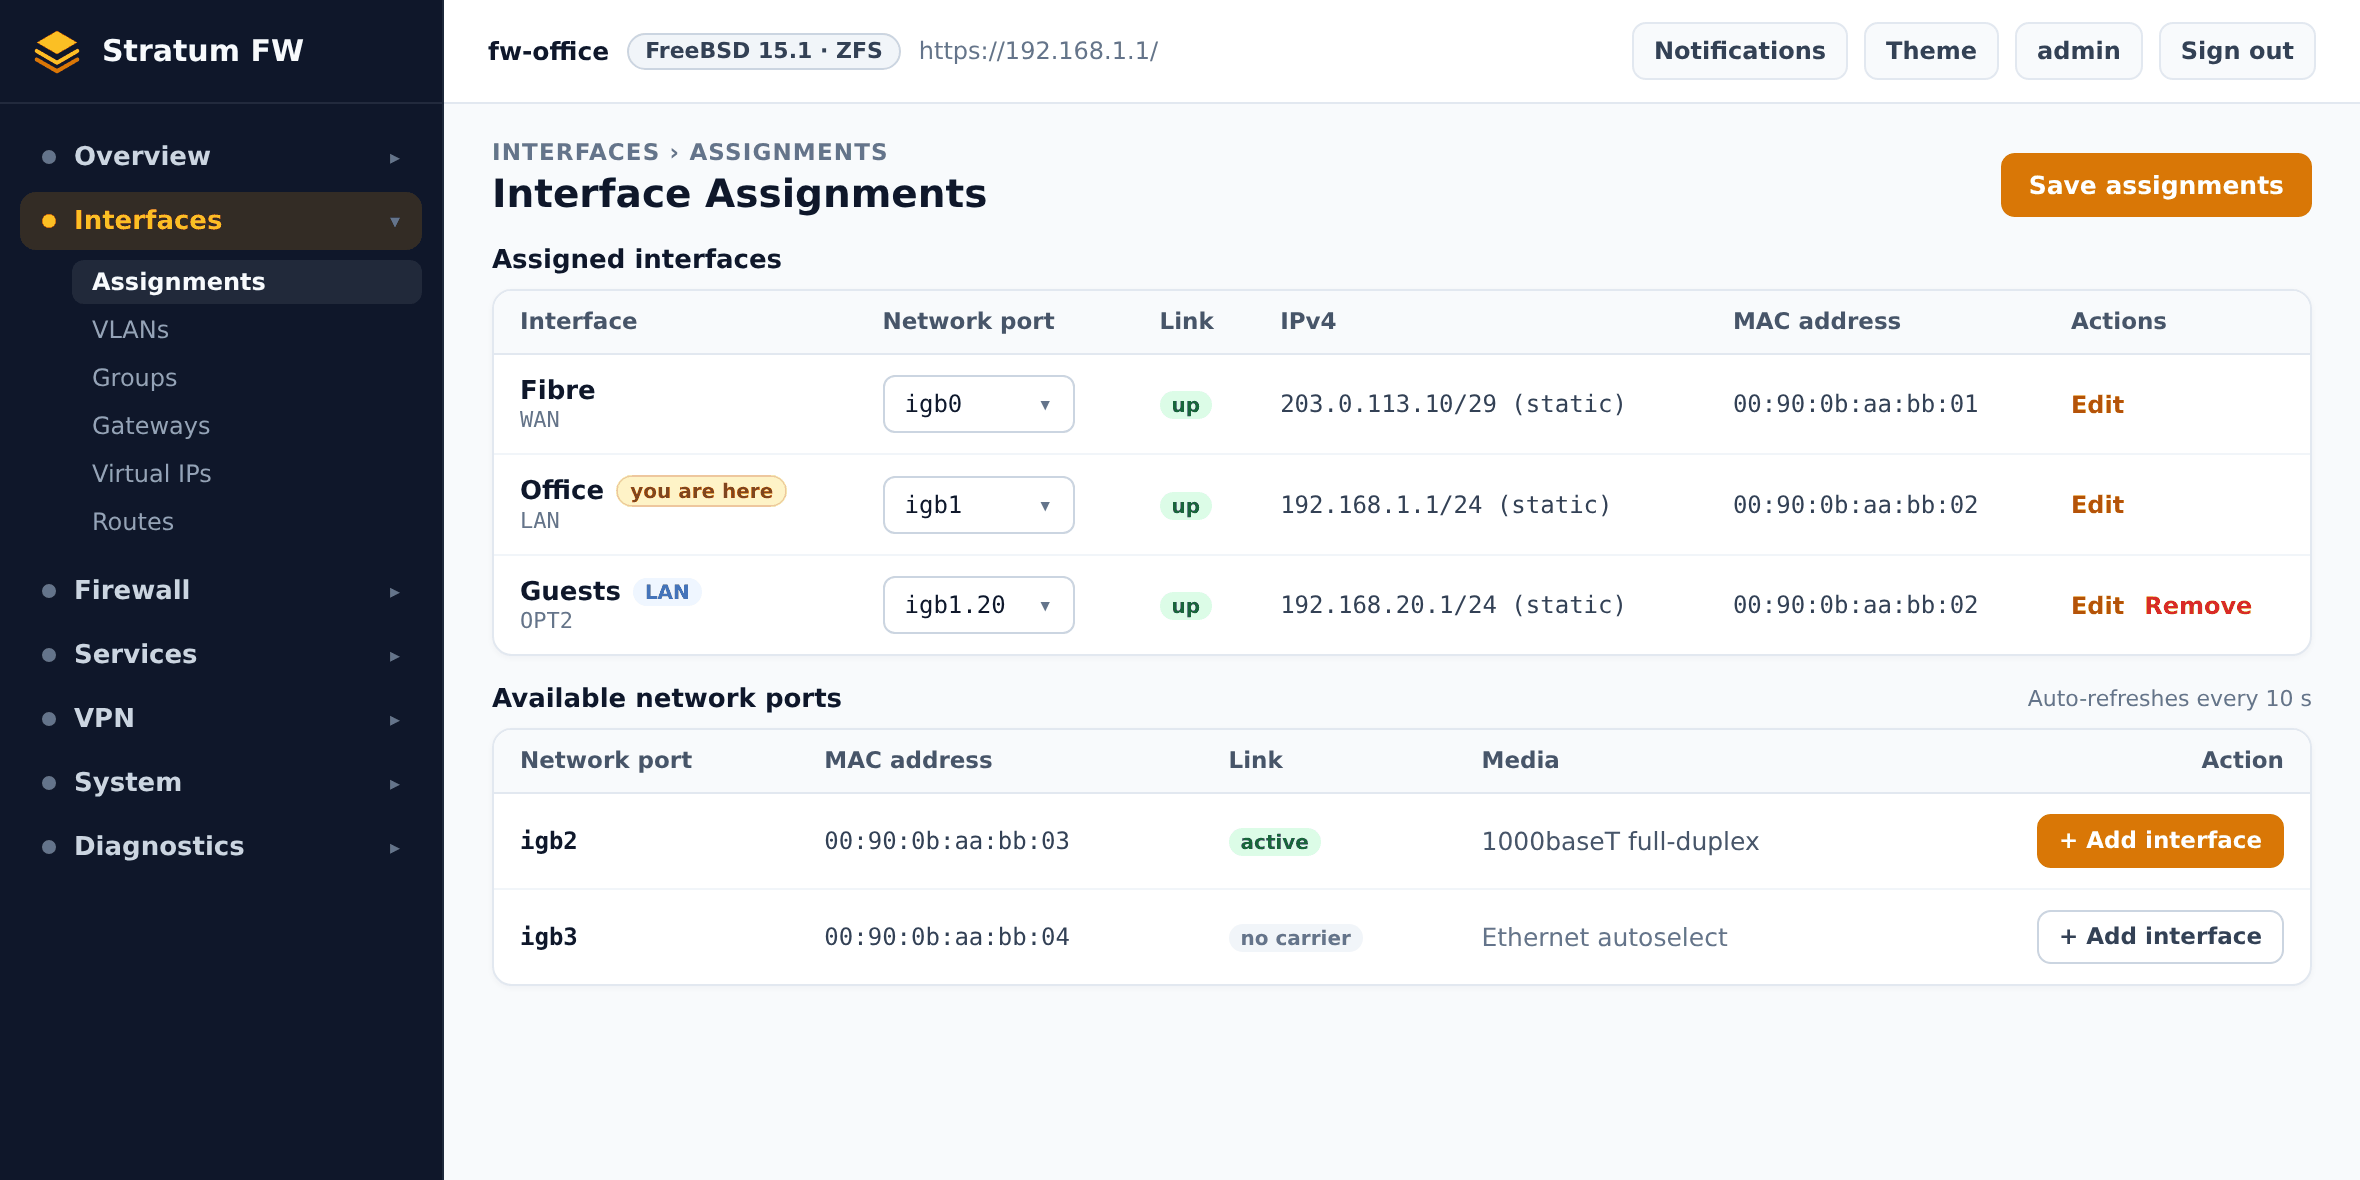 Stratum FW
fw-office FreeBSD 15.1 · ZFS https://192.168.1.1/ Notifications Theme admin Sign out
Overview
Interfaces
Assignments
VLANs
Groups
Gateways
Virtual IPs
Routes
Firewall
Services
VPN
System
Diagnostics
INTERFACES › ASSIGNMENTS
Interface Assignments
Save assignments
Assigned interfaces
Interface Network port Link IPv4 MAC address Actions
Fibre
WAN
igb0 up 203.0.113.10/29 (static) 00:90:0b:aa:bb:01 Edit
Office you are here
LAN
igb1 up 192.168.1.1/24 (static) 00:90:0b:aa:bb:02 Edit
Guests LAN
OPT2
igb1.20 up 192.168.20.1/24 (static) 00:90:0b:aa:bb:02 Edit Remove
Available network ports Auto-refreshes every 10 s
Network port MAC address Link Media Action
igb2 00:90:0b:aa:bb:03 active 1000baseT full-duplex + Add interface
igb3 00:90:0b:aa:bb:04 no carrier Ethernet autoselect + Add interface